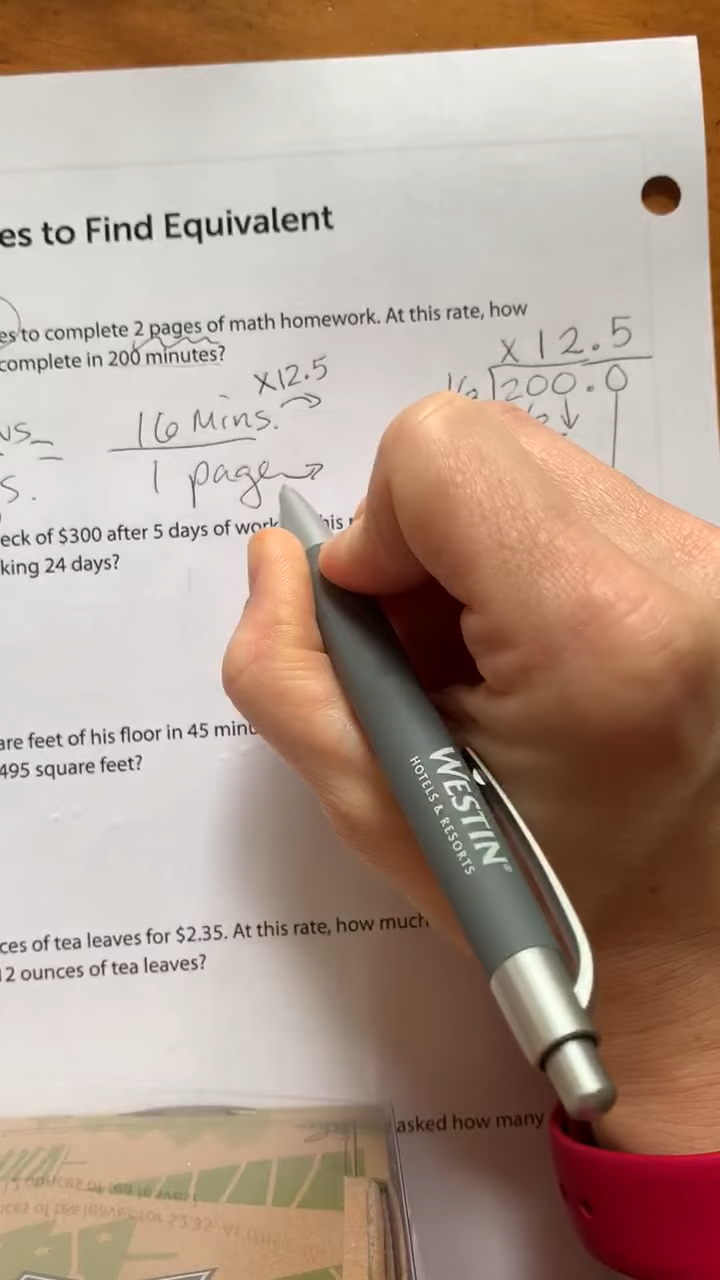 es to Find Equivalent
es to complete 2 pages of math homework. At this rate, how
complete in 200 minutes?
x12.5
x 12.5
16 Mins.
16 200.0
1 page
s.
eck of $300 after 5 days of work
king 24 days?
are feet of his floor in 45 minu
495 square feet?
WESTIN®
HOTELS & RESORTS
ces of tea leaves for $2.35. At this rate, how much
12 ounces of tea leaves?
asked how many